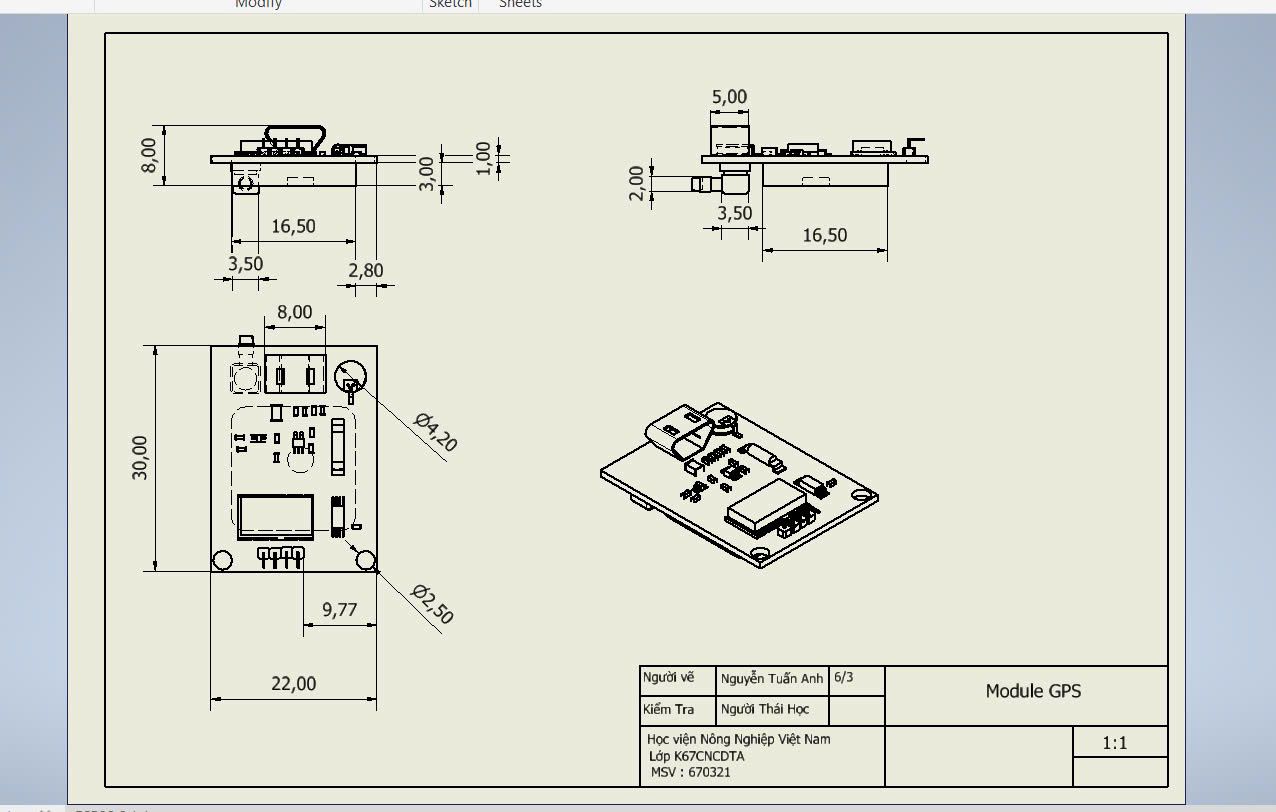 Modify
Sketch
Sheets
8,00
3,00
1,00
16,50
3,50
2,80
5,00
2,00
3,50
16,50
8,00
30,00
Ø4,20
Ø2,50
9,77
22,00
Người vẽ
Nguyễn Tuấn Anh
6/3
Module GPS
Kiểm Tra
Người Thái Học
Học viện Nông Nghiệp Việt Nam
Lớp K67CNCDTA
MSV : 670321
1:1